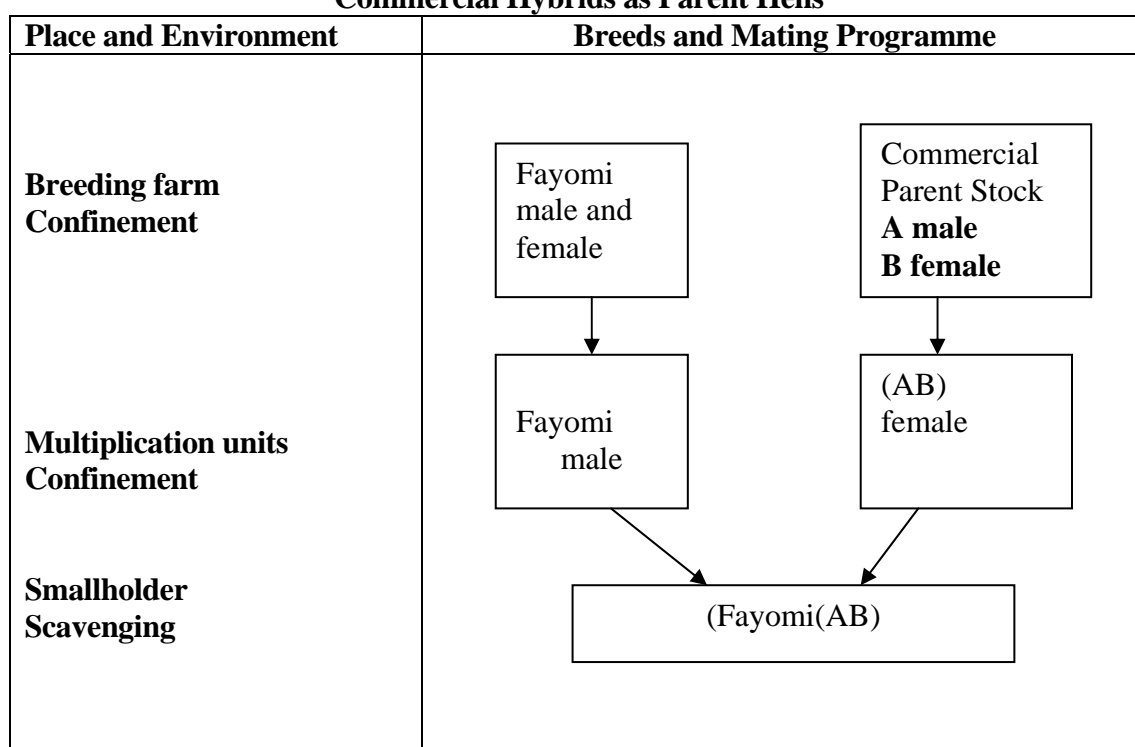 Commercial Hybrids as Parent Hens
Place and Environment
Breeds and Mating Programme
Breeding farm
Confinement
Fayomi
male and
female
Commercial
Parent Stock
A male
B female
Multiplication units
Confinement
Fayomi
male
(AB)
female
Smallholder
Scavenging
(Fayomi(AB)